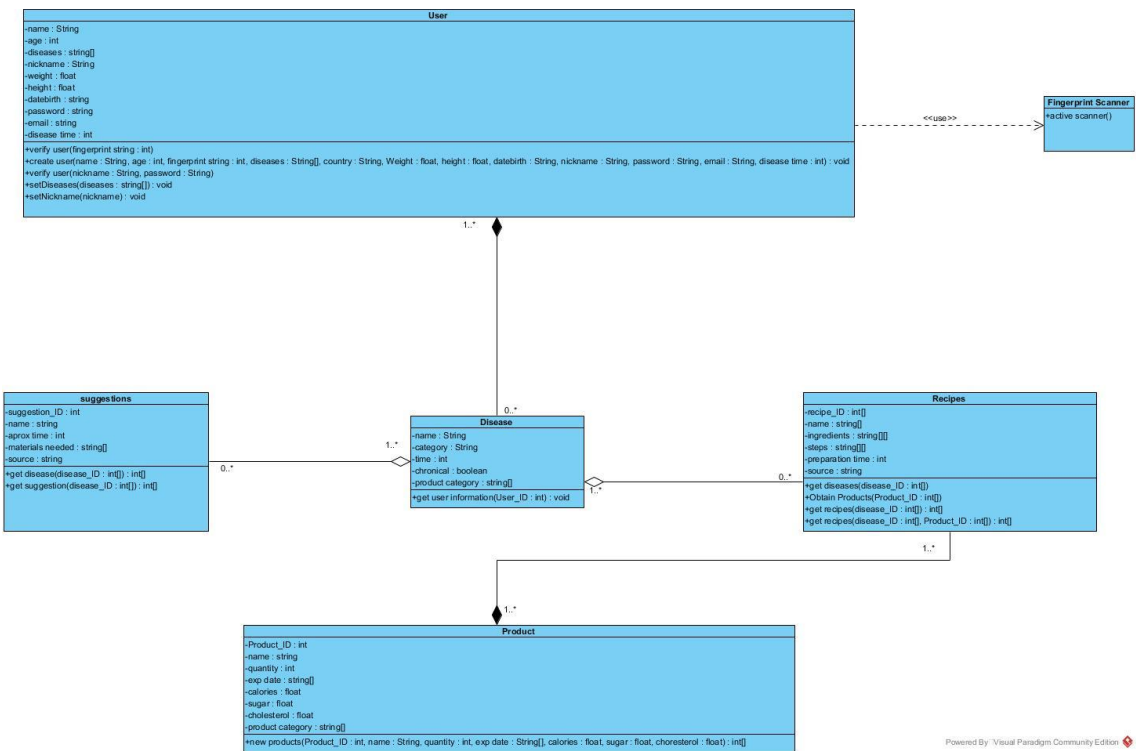 User
-name : String
-age : int
-diseases : string[]
-nickname : String
-weight : float
-height : float
-datebirth : string
-password : string
-email : string
-disease time : int
+verify user(fingerprint string : int)
+create user(name : String, age : int, fingerprint string : int, diseases : String[], country : String, Weight : float, height : float, datebirth : String, nickname : String, password : String, email : String, disease time : int) : void
+verify user(nickname : String, password : String)
+setDiseases(diseases : string[]) : void
+setNickname(nickname) : void
<<use>>
Fingerprint Scanner
+active scanner()
1..*
0..*
suggestions
-suggestion_ID : int
-name : string
-aprox time : int
-materials needed : string[]
-source : string
+get disease(disease_ID : int[]) : int[]
+get suggestion(disease_ID : int[]) : int[]
0..*
1..*
Disease
-name : String
-category : String
-time : int
-chronical : boolean
-product category : string[]
+get user information(User_ID : int) : void
1..*
0..*
Recipes
-recipe_ID : int[]
-name : string[]
-ingredients : string[][]
-steps : string[][]
-preparation time : int
-source : string
+get diseases(disease_ID : int[])
+Obtain Products(Product_ID : int[])
+get recipes(disease_ID : int[]) : int[]
+get recipes(disease_ID : int[], Product_ID : int[]) : int[]
1..*
1..*
Product
-Product_ID : int
-name : string
-quantity : int
-exp date : string[]
-calories : float
-sugar : float
-cholesterol : float
-product category : string[]
+new products(Product_ID : int, name : String, quantity : int, exp date : String[], calories : float, sugar : float, choresterol : float) : int[]
Powered By Visual Paradigm Community Edition